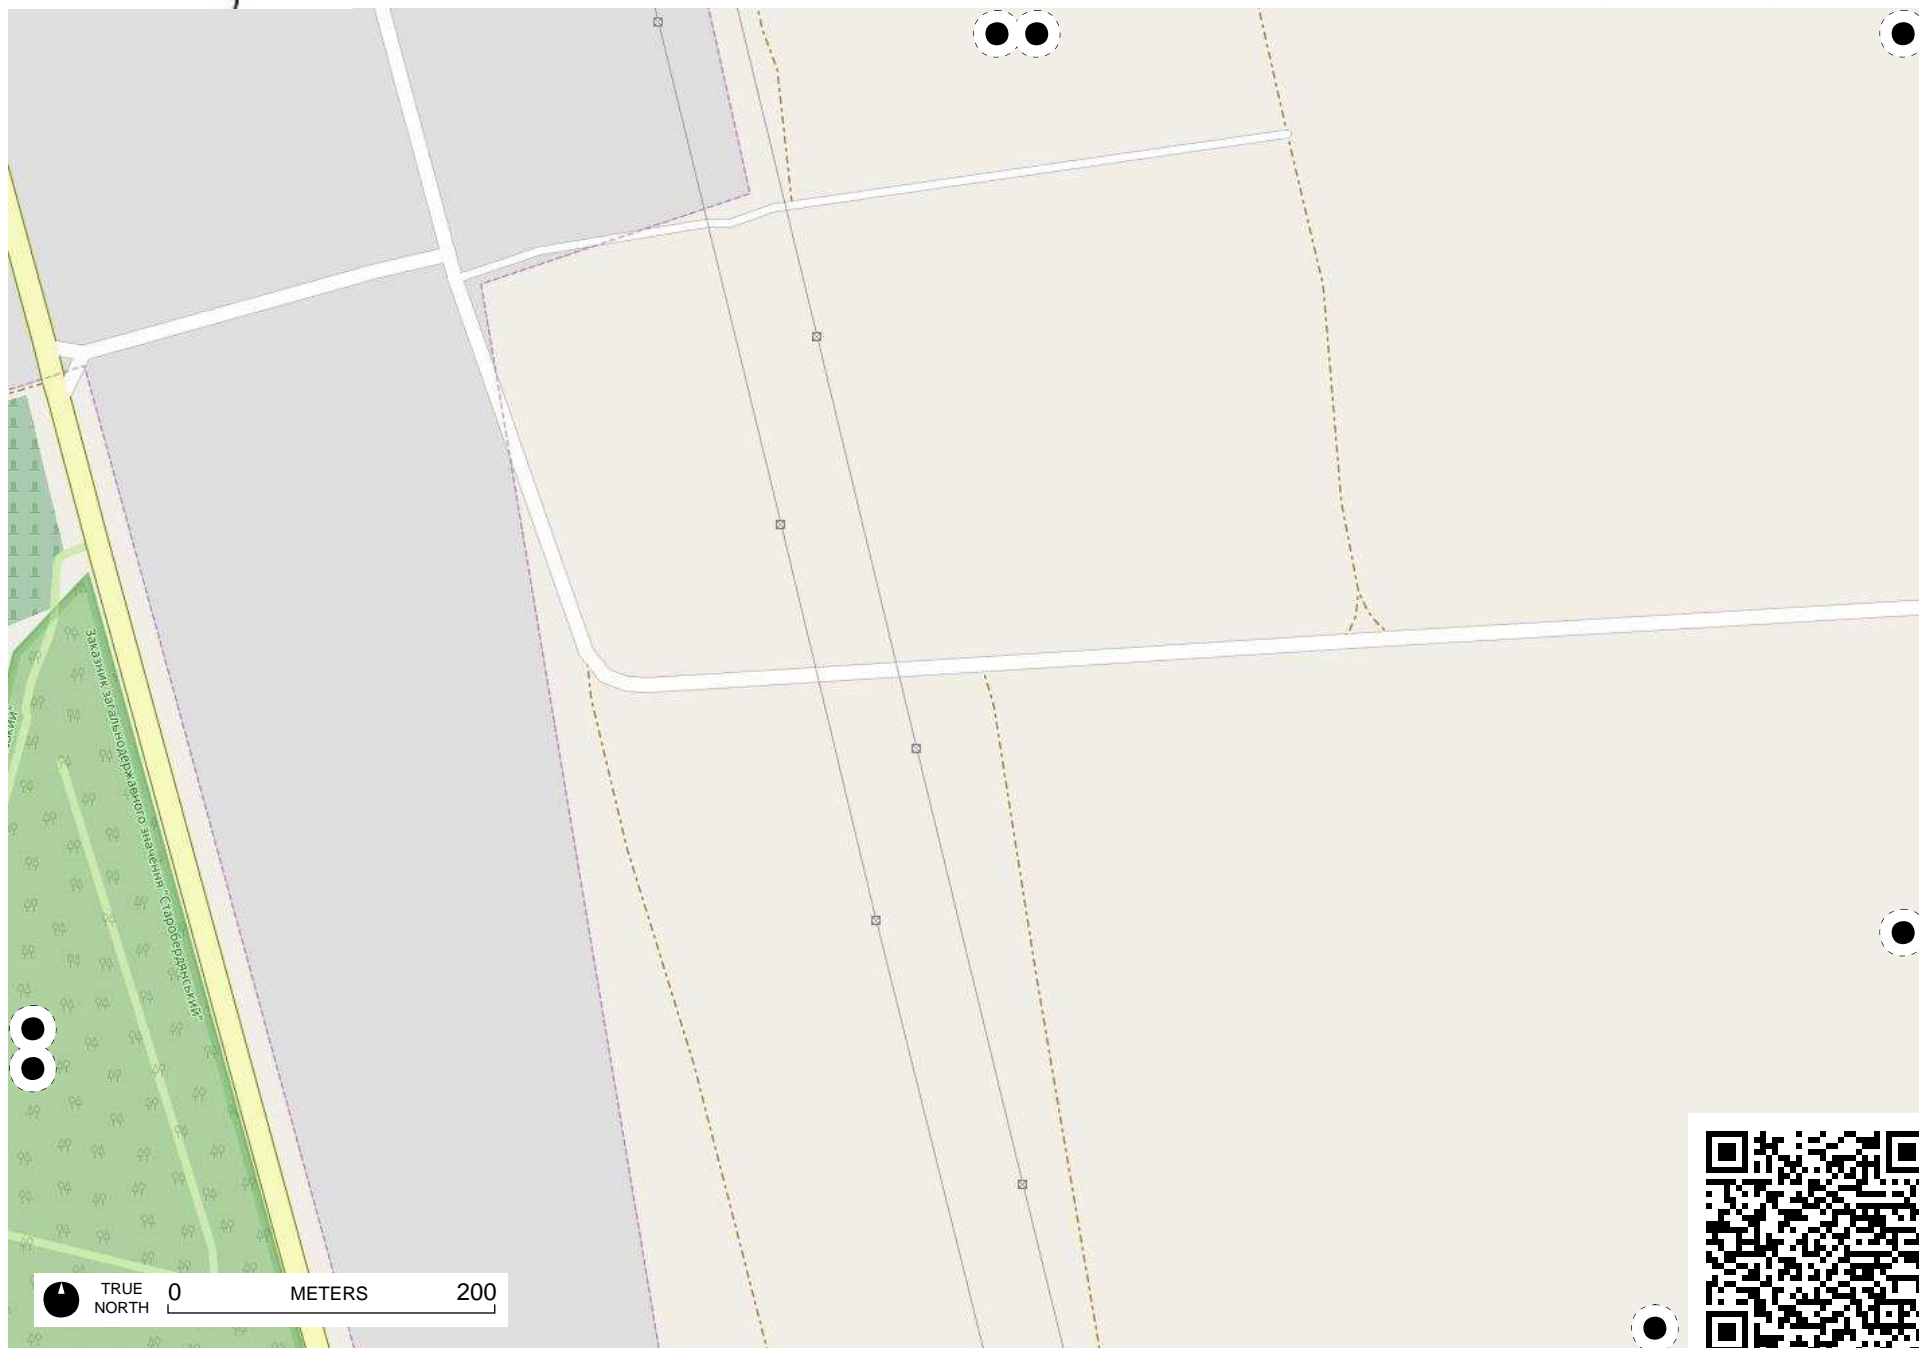 Заказник загальнодержавного значення "Старобердянський"
TRUE NORTH
0 METERS 200